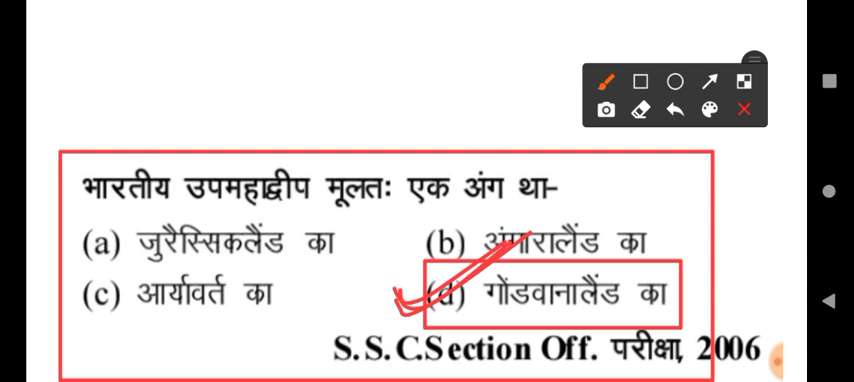 भारतीय उपमहाद्वीप मूलतः एक अंग था-
(a) जुरैस्सिकलैंड का (b) अंगारालैंड का
(c) आर्यावर्त का (d) गोंडवानालैंड का
S.S.C.Section Off. परीक्षा, 2006